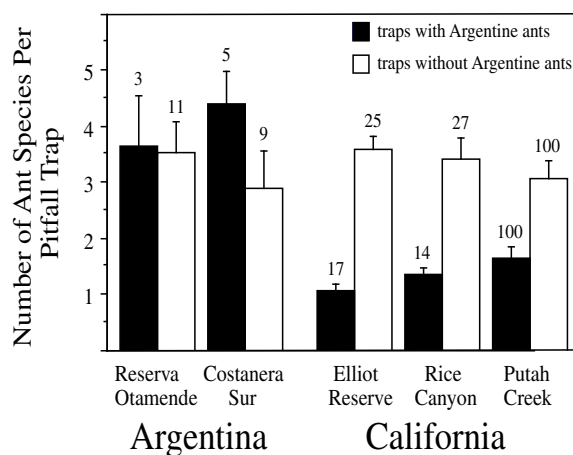 Number of Ant Species Per
Pitfall Trap
traps with Argentine ants
traps without Argentine ants
5
4
3
2
1
3
11
5
9
17
25
14
27
100
100
Reserva
Otamende
Costanera
Sur
Elliot
Reserve
Rice
Canyon
Putah
Creek
Argentina
California